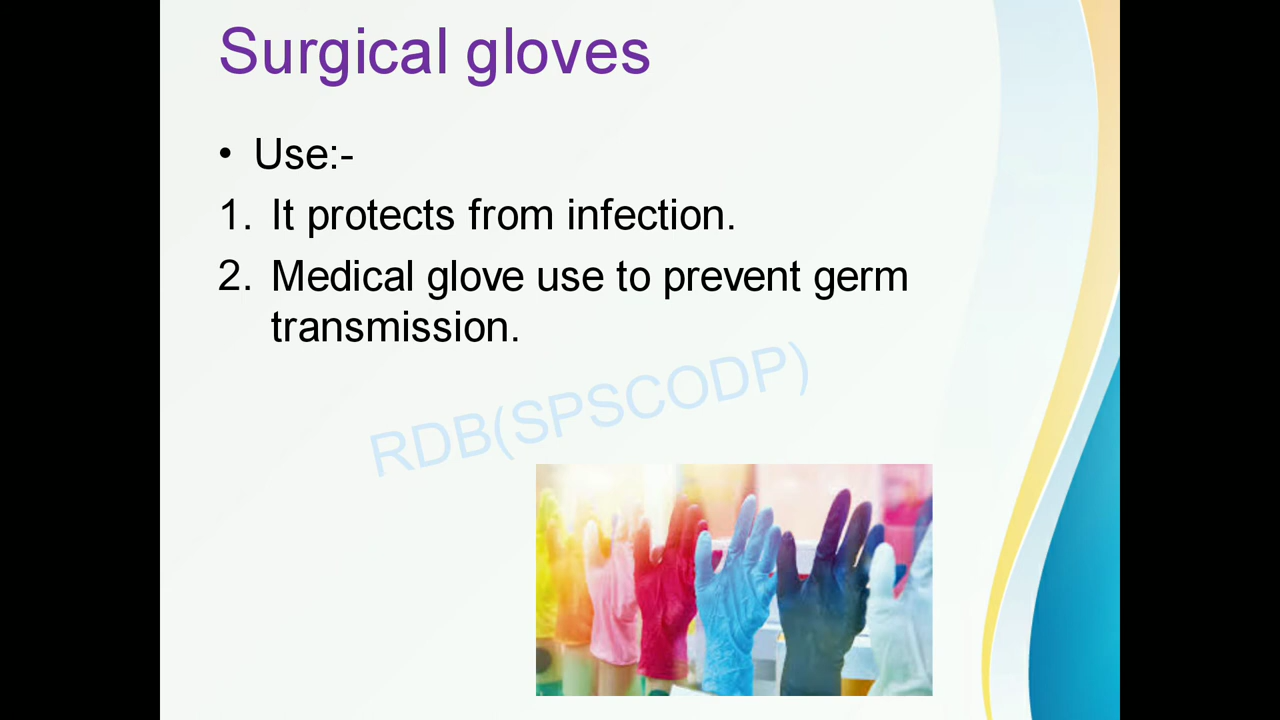 Surgical gloves
• Use:-
1. It protects from infection.
2. Medical glove use to prevent germ
transmission.
RDB(SPSCODP)